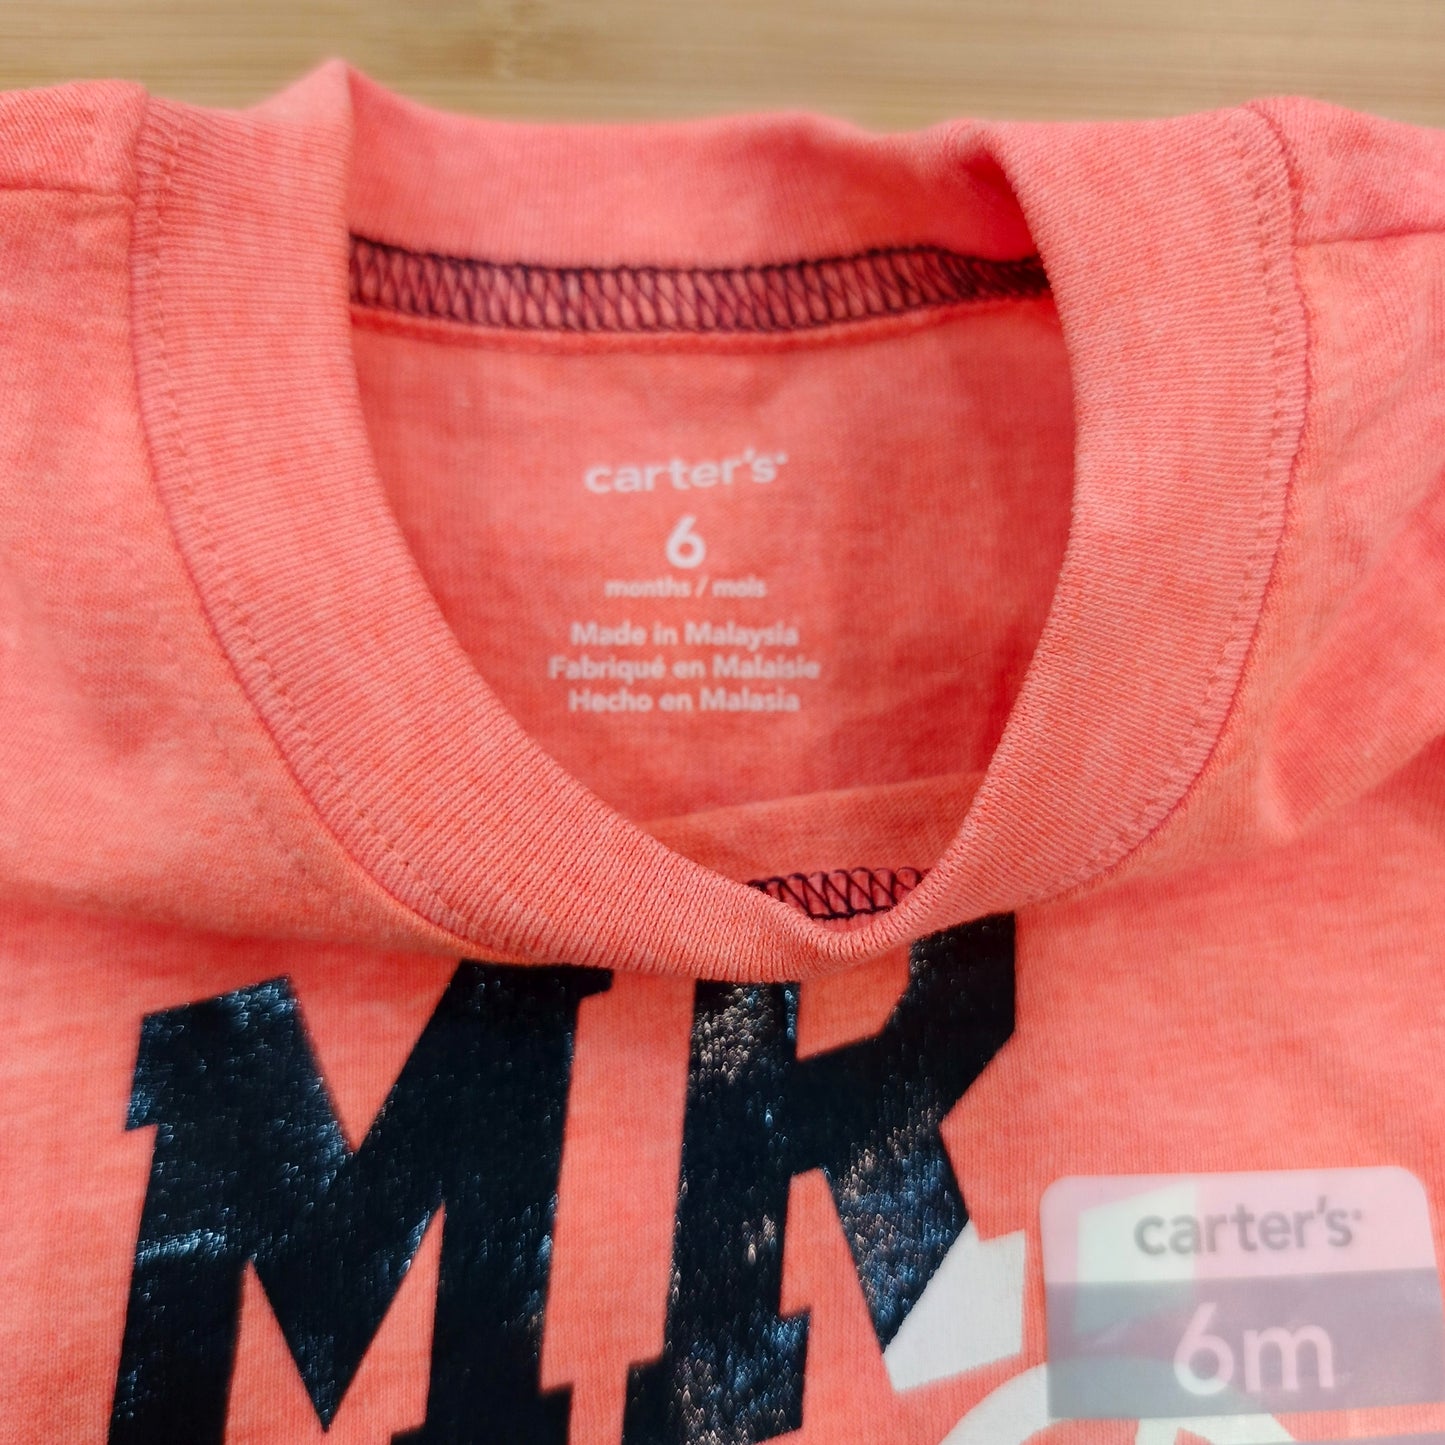 carter's
6
months / mois
Made in Malaysia
Fabriqué en Malaisie
Hecho en Malasia
MR
carter's
6m